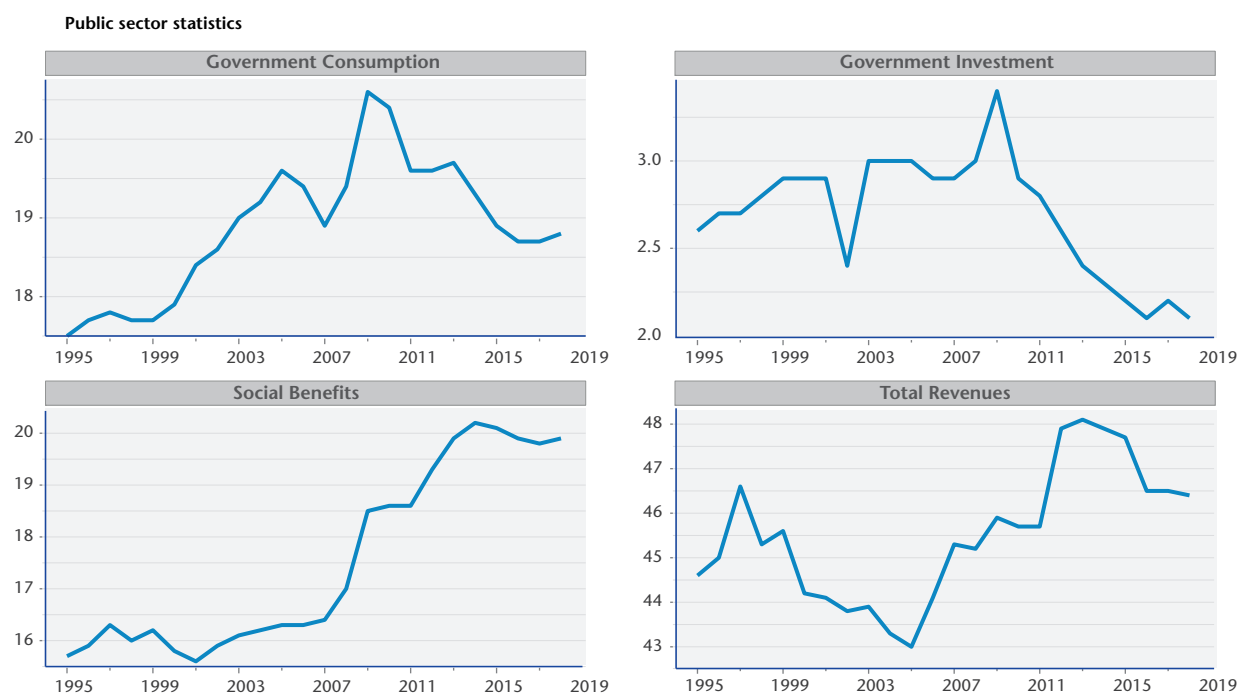 Public sector statistics
Government Consumption
20
19
18
1995 1999 2003 2007 2011 2015 2019
Government Investment
3.0
2.5
2.0
1995 1999 2003 2007 2011 2015 2019
Social Benefits
20
19
18
17
16
1995 1999 2003 2007 2011 2015 2019
Total Revenues
48
47
46
45
44
43
1995 1999 2003 2007 2011 2015 2019